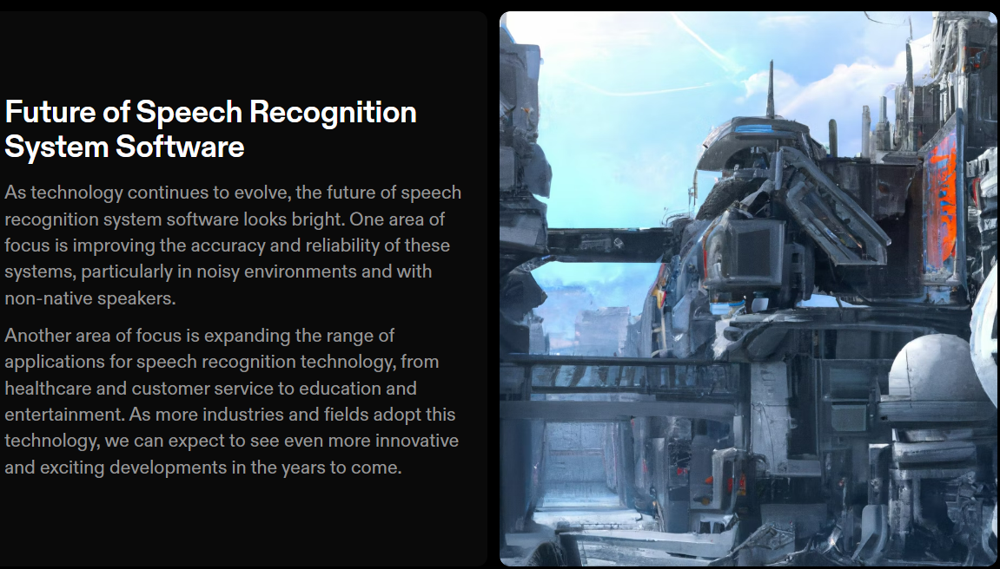 Future of Speech Recognition
System Software
As technology continues to evolve, the future of speech
recognition system software looks bright. One area of
focus is improving the accuracy and reliability of these
systems, particularly in noisy environments and with
non-native speakers.
Another area of focus is expanding the range of
applications for speech recognition technology, from
healthcare and customer service to education and
entertainment. As more industries and fields adopt this
technology, we can expect to see even more innovative
and exciting developments in the years to come.